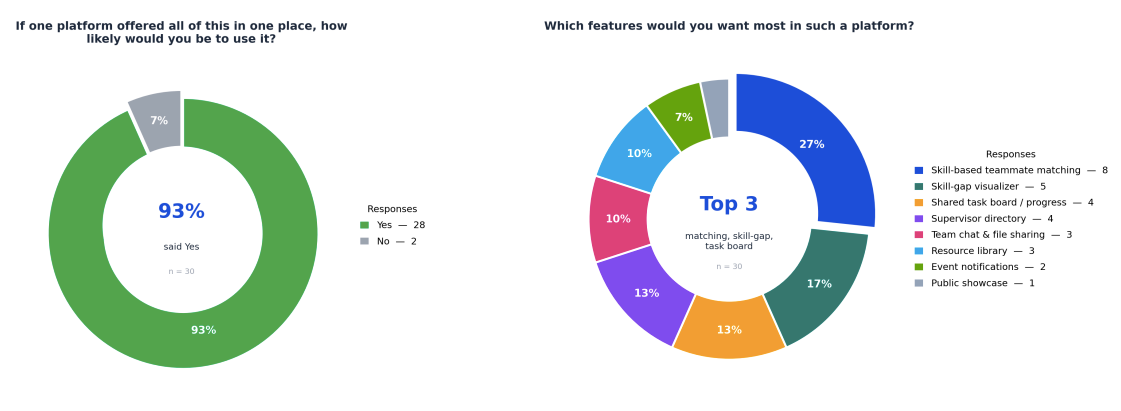 If one platform offered all of this in one place, how
likely would you be to use it?
7%
93%
said Yes
n = 30
93%
Responses
Yes — 28
No — 2
Which features would you want most in such a platform?
27%
17%
13%
13%
10%
10%
7%
Top 3
matching, skill-gap,
task board
n = 30
Responses
Skill-based teammate matching — 8
Skill-gap visualizer — 5
Shared task board / progress — 4
Supervisor directory — 4
Team chat & file sharing — 3
Resource library — 3
Event notifications — 2
Public showcase — 1